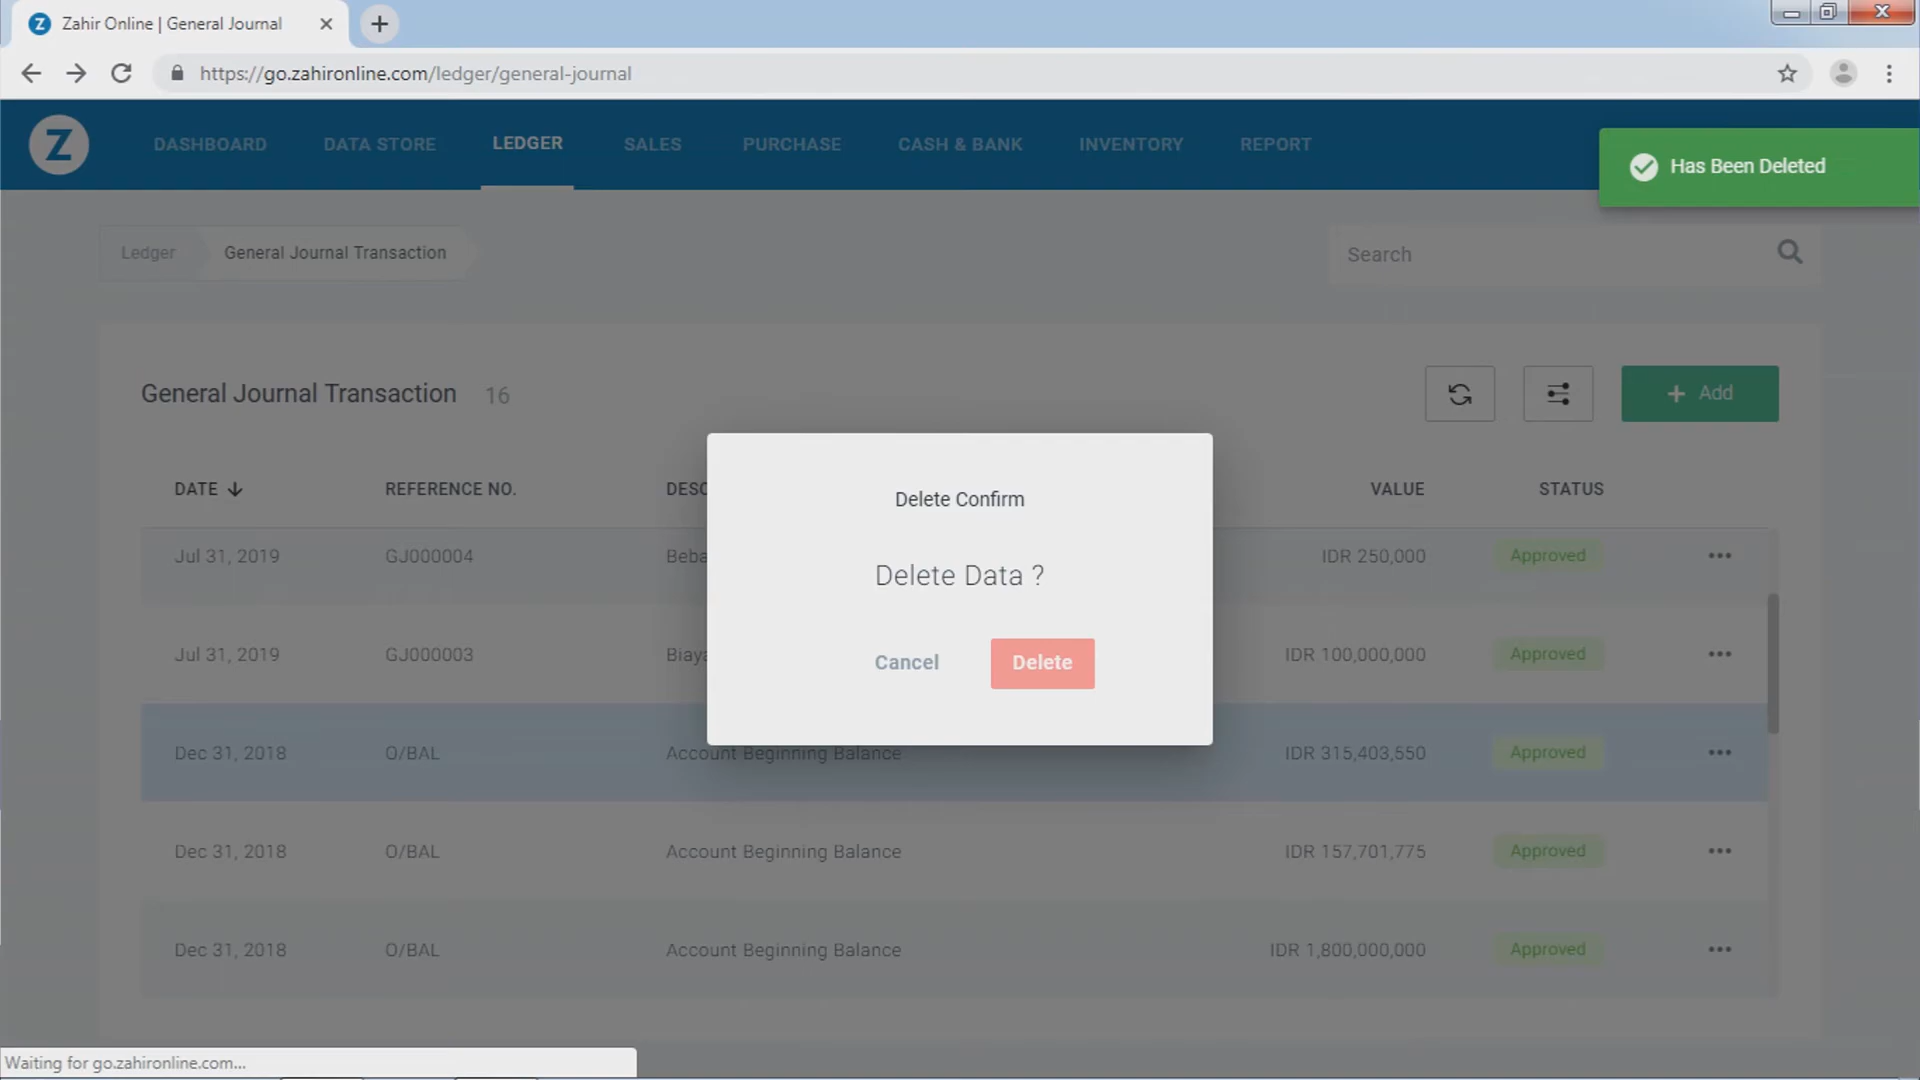 Z Zahir Online | General Journal
https://go.zahironline.com/ledger/general-journal
Z DASHBOARD DATA STORE LEDGER SALES PURCHASE CASH & BANK INVENTORY REPORT
Has Been Deleted
Ledger General Journal Transaction
Search
General Journal Transaction 16
+ Add
DATE REFERENCE NO. DESC VALUE STATUS
Jul 31, 2019 GJ000004 Beba IDR 250,000 Approved
Jul 31, 2019 GJ000003 Biaya IDR 100,000,000 Approved
Dec 31, 2018 O/BAL Account Beginning Balance IDR 315,403,550 Approved
Dec 31, 2018 O/BAL Account Beginning Balance IDR 157,701,775 Approved
Dec 31, 2018 O/BAL Account Beginning Balance IDR 1,800,000,000 Approved
Delete Confirm
Delete Data ?
Cancel Delete
Waiting for go.zahironline.com...